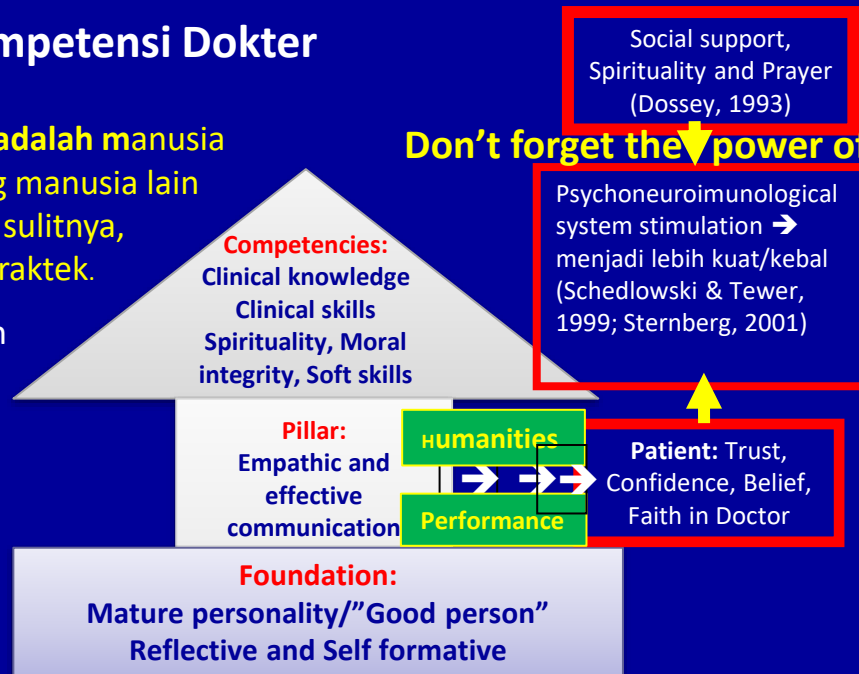 mpetensi Dokter
adalah manusia
g manusia lain
sulitnya,
raktek.
n
Social support,
Spirituality and Prayer
(Dossey, 1993)
Don't forget the power of
Psychoneuroimunological
system stimulation ➔
menjadi lebih kuat/kebal
(Schedlowski & Tewer,
1999; Sternberg, 2001)
Competencies:
Clinical knowledge
Clinical skills
Spirituality, Moral
integrity, Soft skills
Pillar:
Empathic and
effective
communication
Humanities
Performance
Patient: Trust,
Confidence, Belief,
Faith in Doctor
Foundation:
Mature personality/"Good person"
Reflective and Self formative